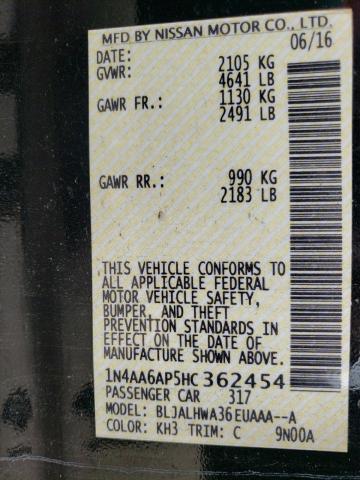 MFD BY NISSAN MOTOR CO., LTD.
DATE: 06/16
GVWR: 2105 KG
4641 LB
GAWR FR.: 1130 KG
2491 LB
GAWR RR.: 990 KG
2183 LB
THIS VEHICLE CONFORMS TO
ALL APPLICABLE FEDERAL
MOTOR VEHICLE SAFETY,
BUMPER, AND THEFT
PREVENTION STANDARDS IN
EFFECT ON THE DATE OF
MANUFACTURE SHOWN ABOVE.
1N4AA6AP5HC362454
PASSENGER CAR 317
MODEL: BLJALHWA36EUAAA--A
COLOR: KH3 TRIM: C 9N00A